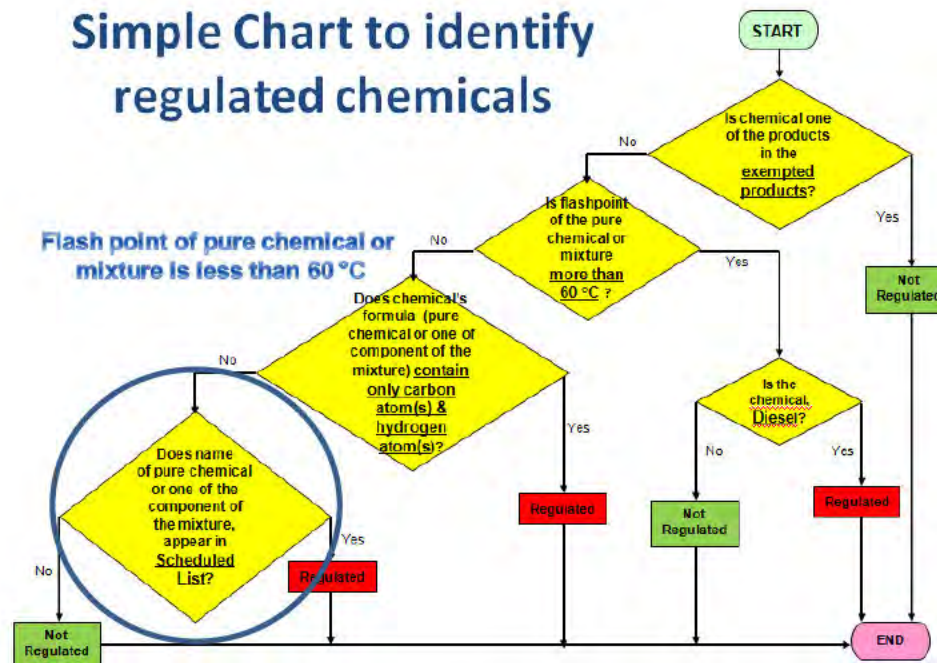 Simple Chart to identify
regulated chemicals
START
Is chemical one
of the products
in the
exempted
products?
No
Yes
Not
Regulated
Is flashpoint
of the pure
chemical or
mixture
more than
60 °C ?
No
Yes
Flash point of pure chemical or
mixture is less than 60 °C
Does chemical's
formula (pure
chemical or one of
component of the
mixture) contain
only carbon
atom(s) &
hydrogen
atom(s)?
No
Yes
Regulated
Is the
chemical,
Diesel?
No
Yes
Not
Regulated
Regulated
Does name
of pure chemical
or one of the
component of
the mixture,
appear in
Scheduled
List?
No
Yes
Regulated
Not
Regulated
END